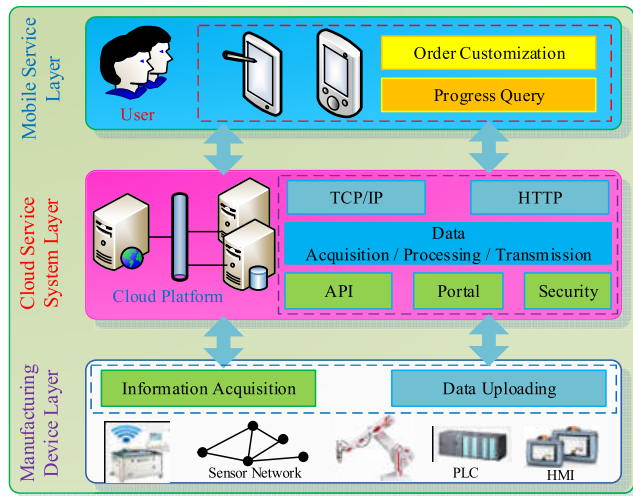 Mobile Service
Layer
User
Order Customization
Progress Query
Cloud Service
System Layer
Cloud Platform
TCP/IP
HTTP
Data
Acquisition / Processing / Transmission
API
Portal
Security
Manufacturing
Device Layer
Information Acquisition
Data Uploading
Sensor Network
PLC
HMI